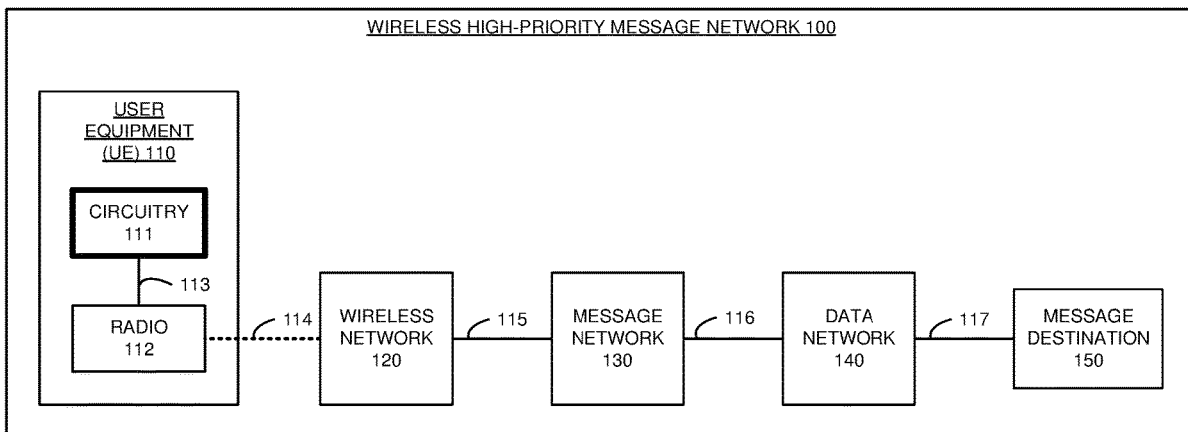 WIRELESS HIGH-PRIORITY MESSAGE NETWORK 100
USER
EQUIPMENT
(UE) 110
CIRCUITRY
111
113
RADIO
112
114
WIRELESS
NETWORK
120
115
MESSAGE
NETWORK
130
116
DATA
NETWORK
140
117
MESSAGE
DESTINATION
150